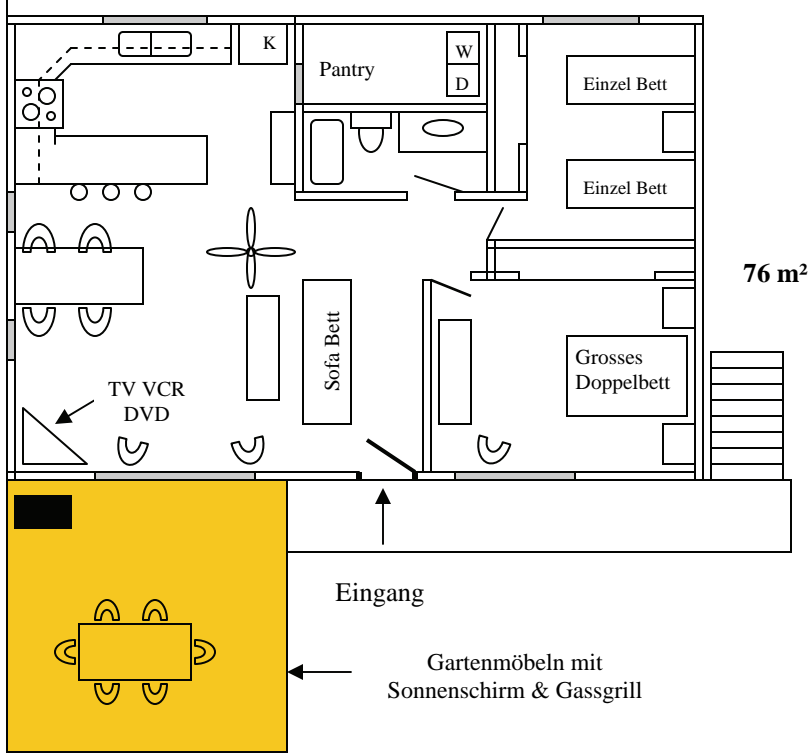 K
Pantry
W
D
Einzel Bett
Einzel Bett
76 m²
Sofa Bett
Grosses
Doppelbett
TV VCR
DVD
Eingang
Gartenmöbeln mit
Sonnenschirm & Gassgrill